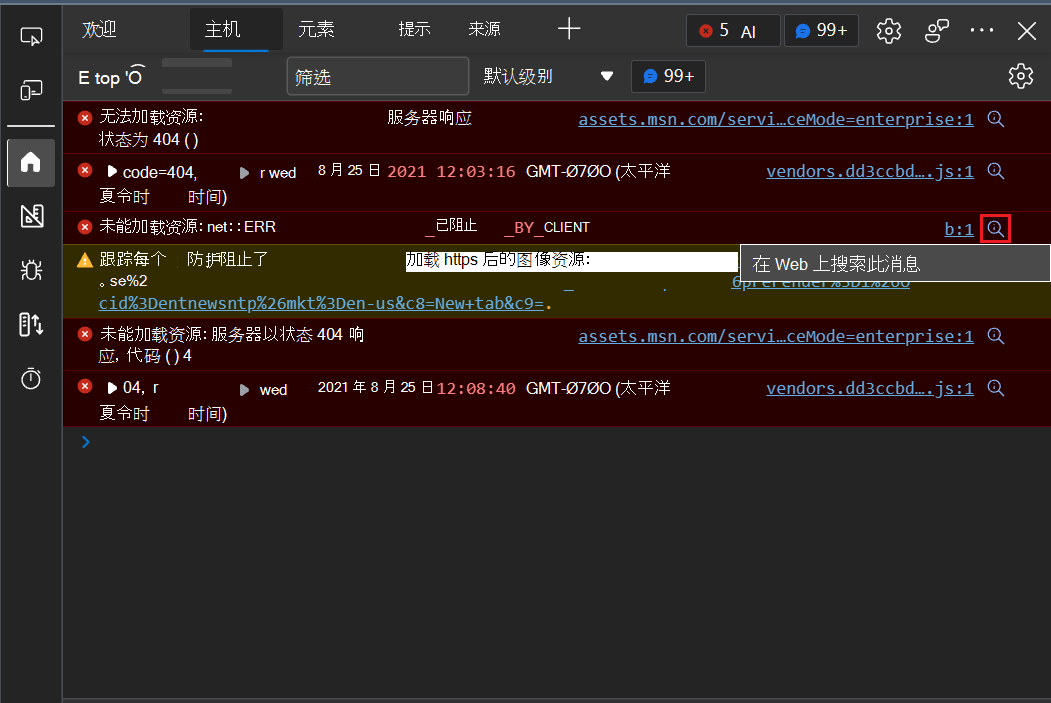 欢迎 主机 元素 提示 来源 5 AI 99+
E top 'O 筛选 默认级别 99+
无法加载资源: 服务器响应 assets.msn.com/servi…ceMode=enterprise:1
状态为 404 ( )
code=404, r wed 8 月 25 日 2021 12:03:16 GMT-Ø7ØO (太平洋 vendors.dd3ccbd….js:1
夏令时 时间)
未能加载资源: net::ERR _已阻止 _BY_CLIENT b:1
跟踪每个 防护阻止了 加载 https 后的图像资源: 在 Web 上搜索此消息
。se%2
cid%3Dentnewsntp%26mkt%3Den-us&c8=New+tab&c9=.
未能加载资源: 服务器以状态 404 响 assets.msn.com/servi…ceMode=enterprise:1
应, 代码 ( ) 4
04, r wed 2021 年 8 月 25 日 12:08:40 GMT-Ø7ØO (太平洋 vendors.dd3ccbd….js:1
夏令时 时间)